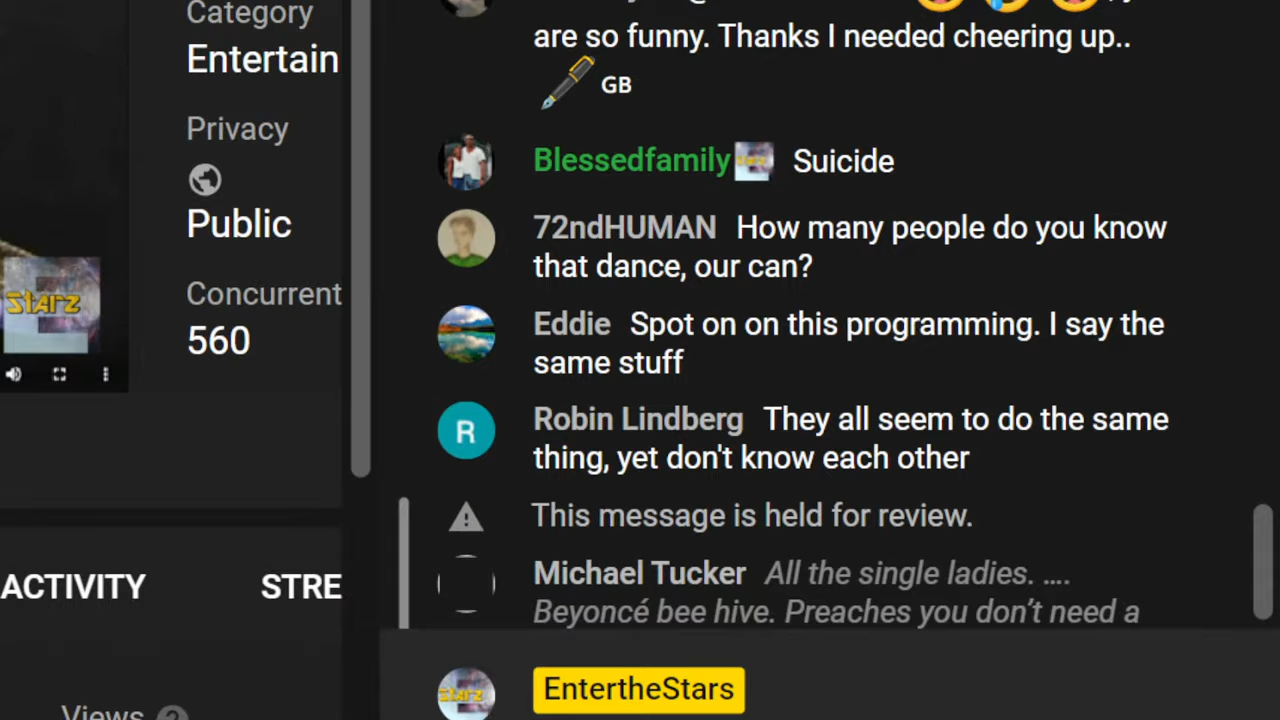 Category
Entertain
Privacy
Public
Concurrent
560
Starz
ACTIVITY STRE
Views
are so funny. Thanks I needed cheering up..
GB
Blessedfamily Suicide
72ndHUMAN How many people do you know
that dance, our can?
Eddie Spot on on this programming. I say the
same stuff
R
Robin Lindberg They all seem to do the same
thing, yet don't know each other
This message is held for review.
Michael Tucker All the single ladies. ....
Beyoncé bee hive. Preaches you don’t need a
Starz
EntertheStars